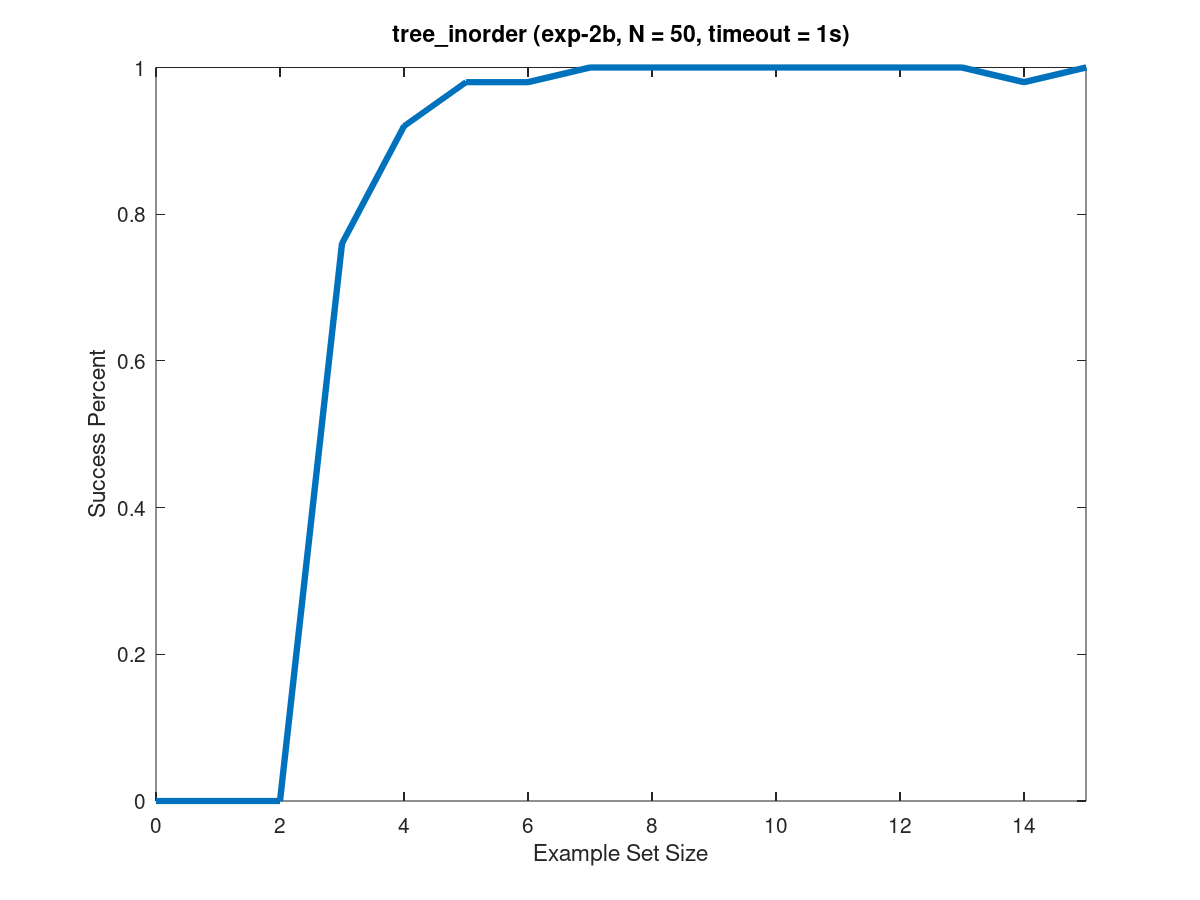 tree_inorder (exp-2b, N = 50, timeout = 1s)
1
0.8
0.6
0.4
0.2
0
Success Percent
0 2 4 6 8 10 12 14
Example Set Size